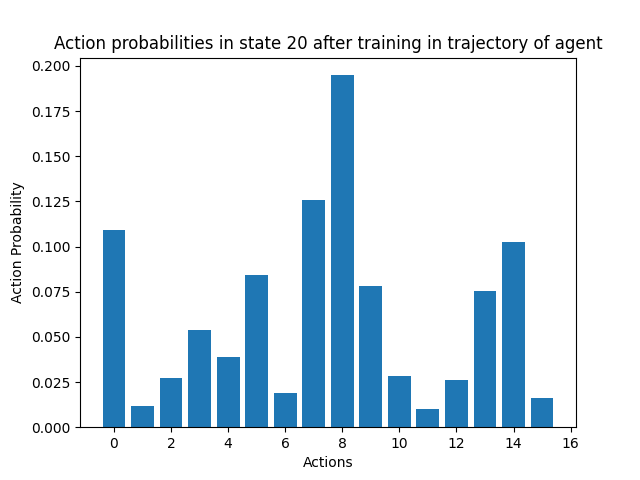 Action probabilities in state 20 after training in trajectory of agent
0.200
0.175
0.150
0.125
0.100
0.075
0.050
0.025
0.000
Action Probability
0 2 4 6 8 10 12 14 16
Actions